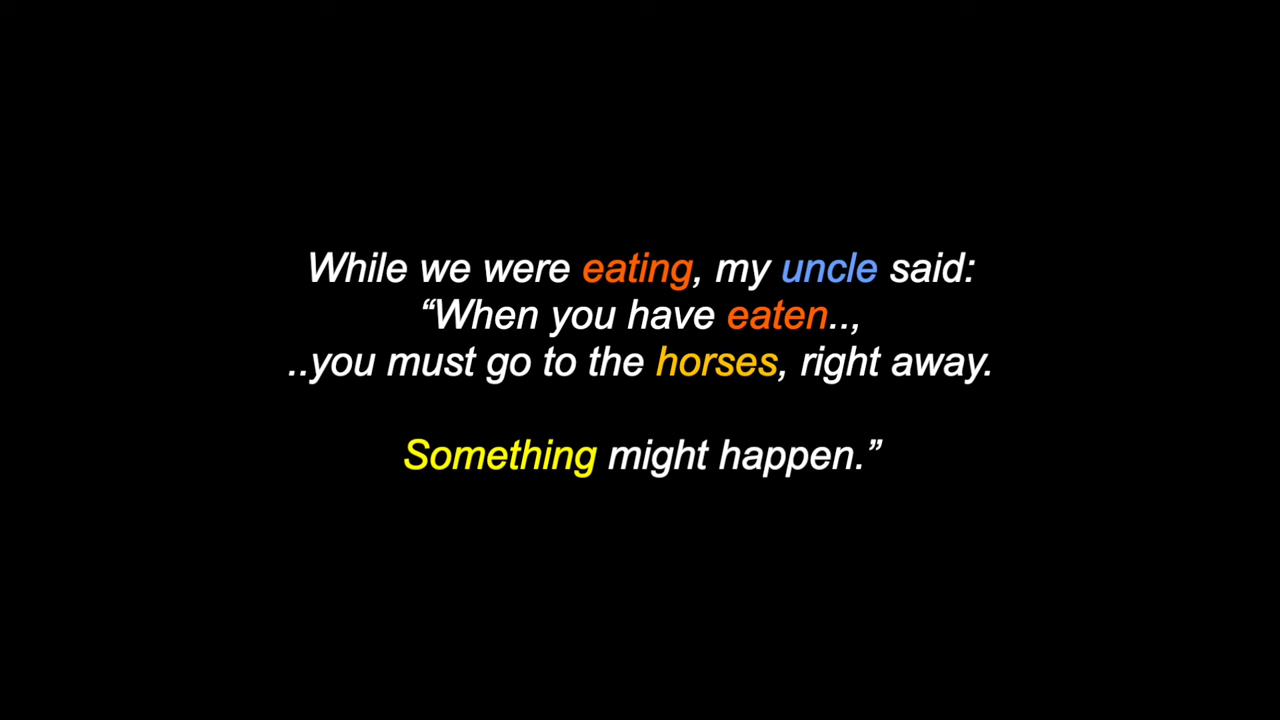 While we were eating, my uncle said:
“When you have eaten..,
..you must go to the horses, right away.
Something might happen.”